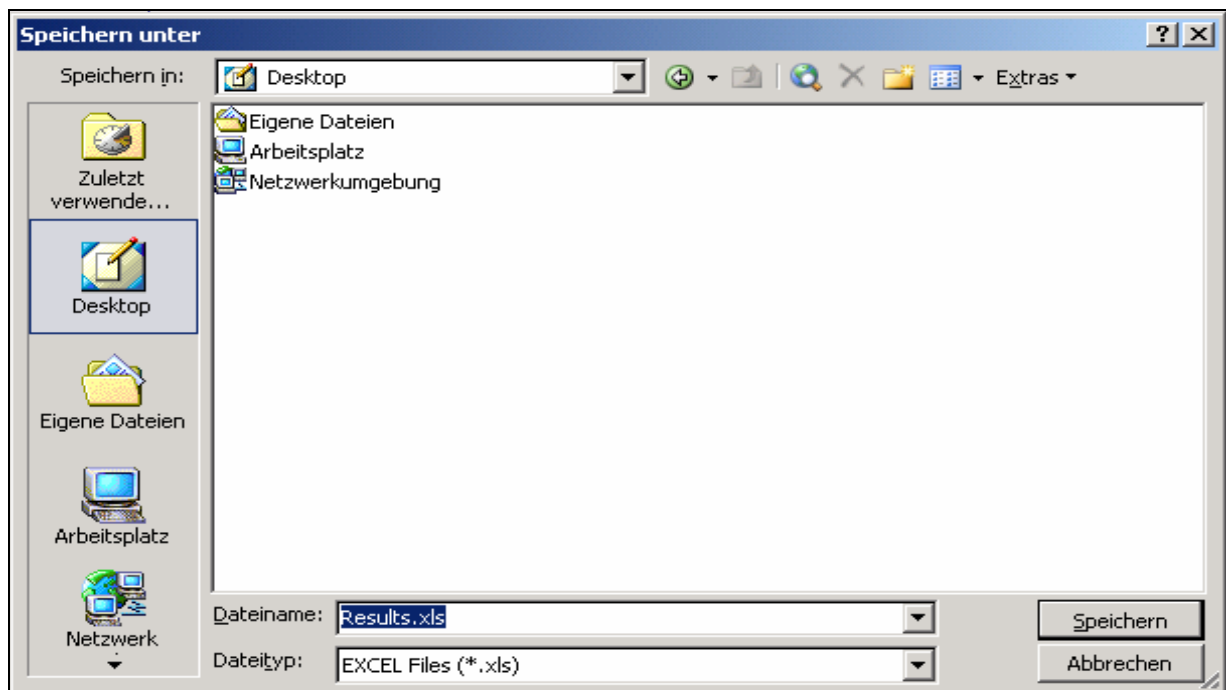 Speichern unter
Speichern in:
Desktop
Extras
Zuletzt
verwende...
Desktop
Eigene Dateien
Arbeitsplatz
Netzwerk
Eigene Dateien
Arbeitsplatz
Netzwerkumgebung
Dateiname:
Results.xls
Speichern
Dateityp:
EXCEL Files (*.xls)
Abbrechen